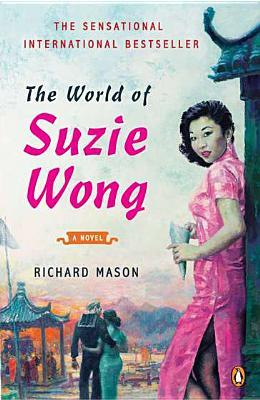 THE SENSATIONAL
INTERNATIONAL BESTSELLER
The World of
Suzie
Wong
A NOVEL
RICHARD MASON